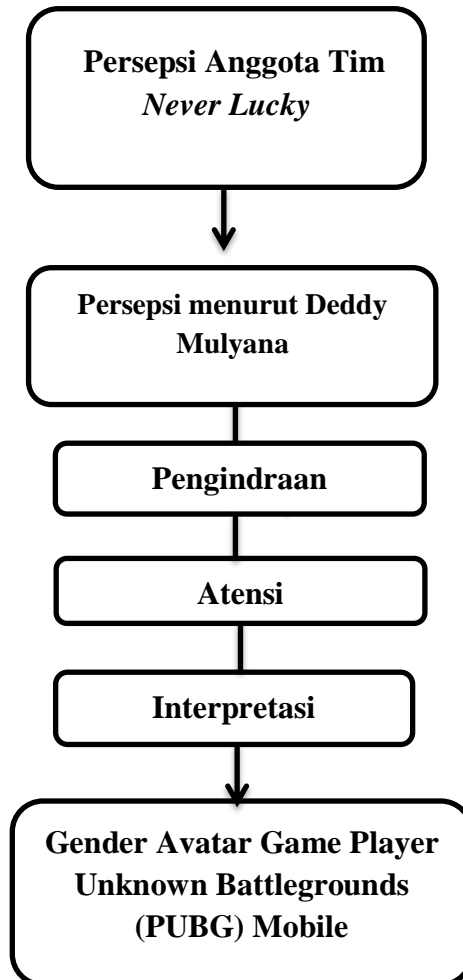 Persepsi Anggota Tim
Never Lucky
Persepsi menurut Deddy
Mulyana
Pengindraan
Atensi
Interpretasi
Gender Avatar Game Player
Unknown Battlegrounds
(PUBG) Mobile